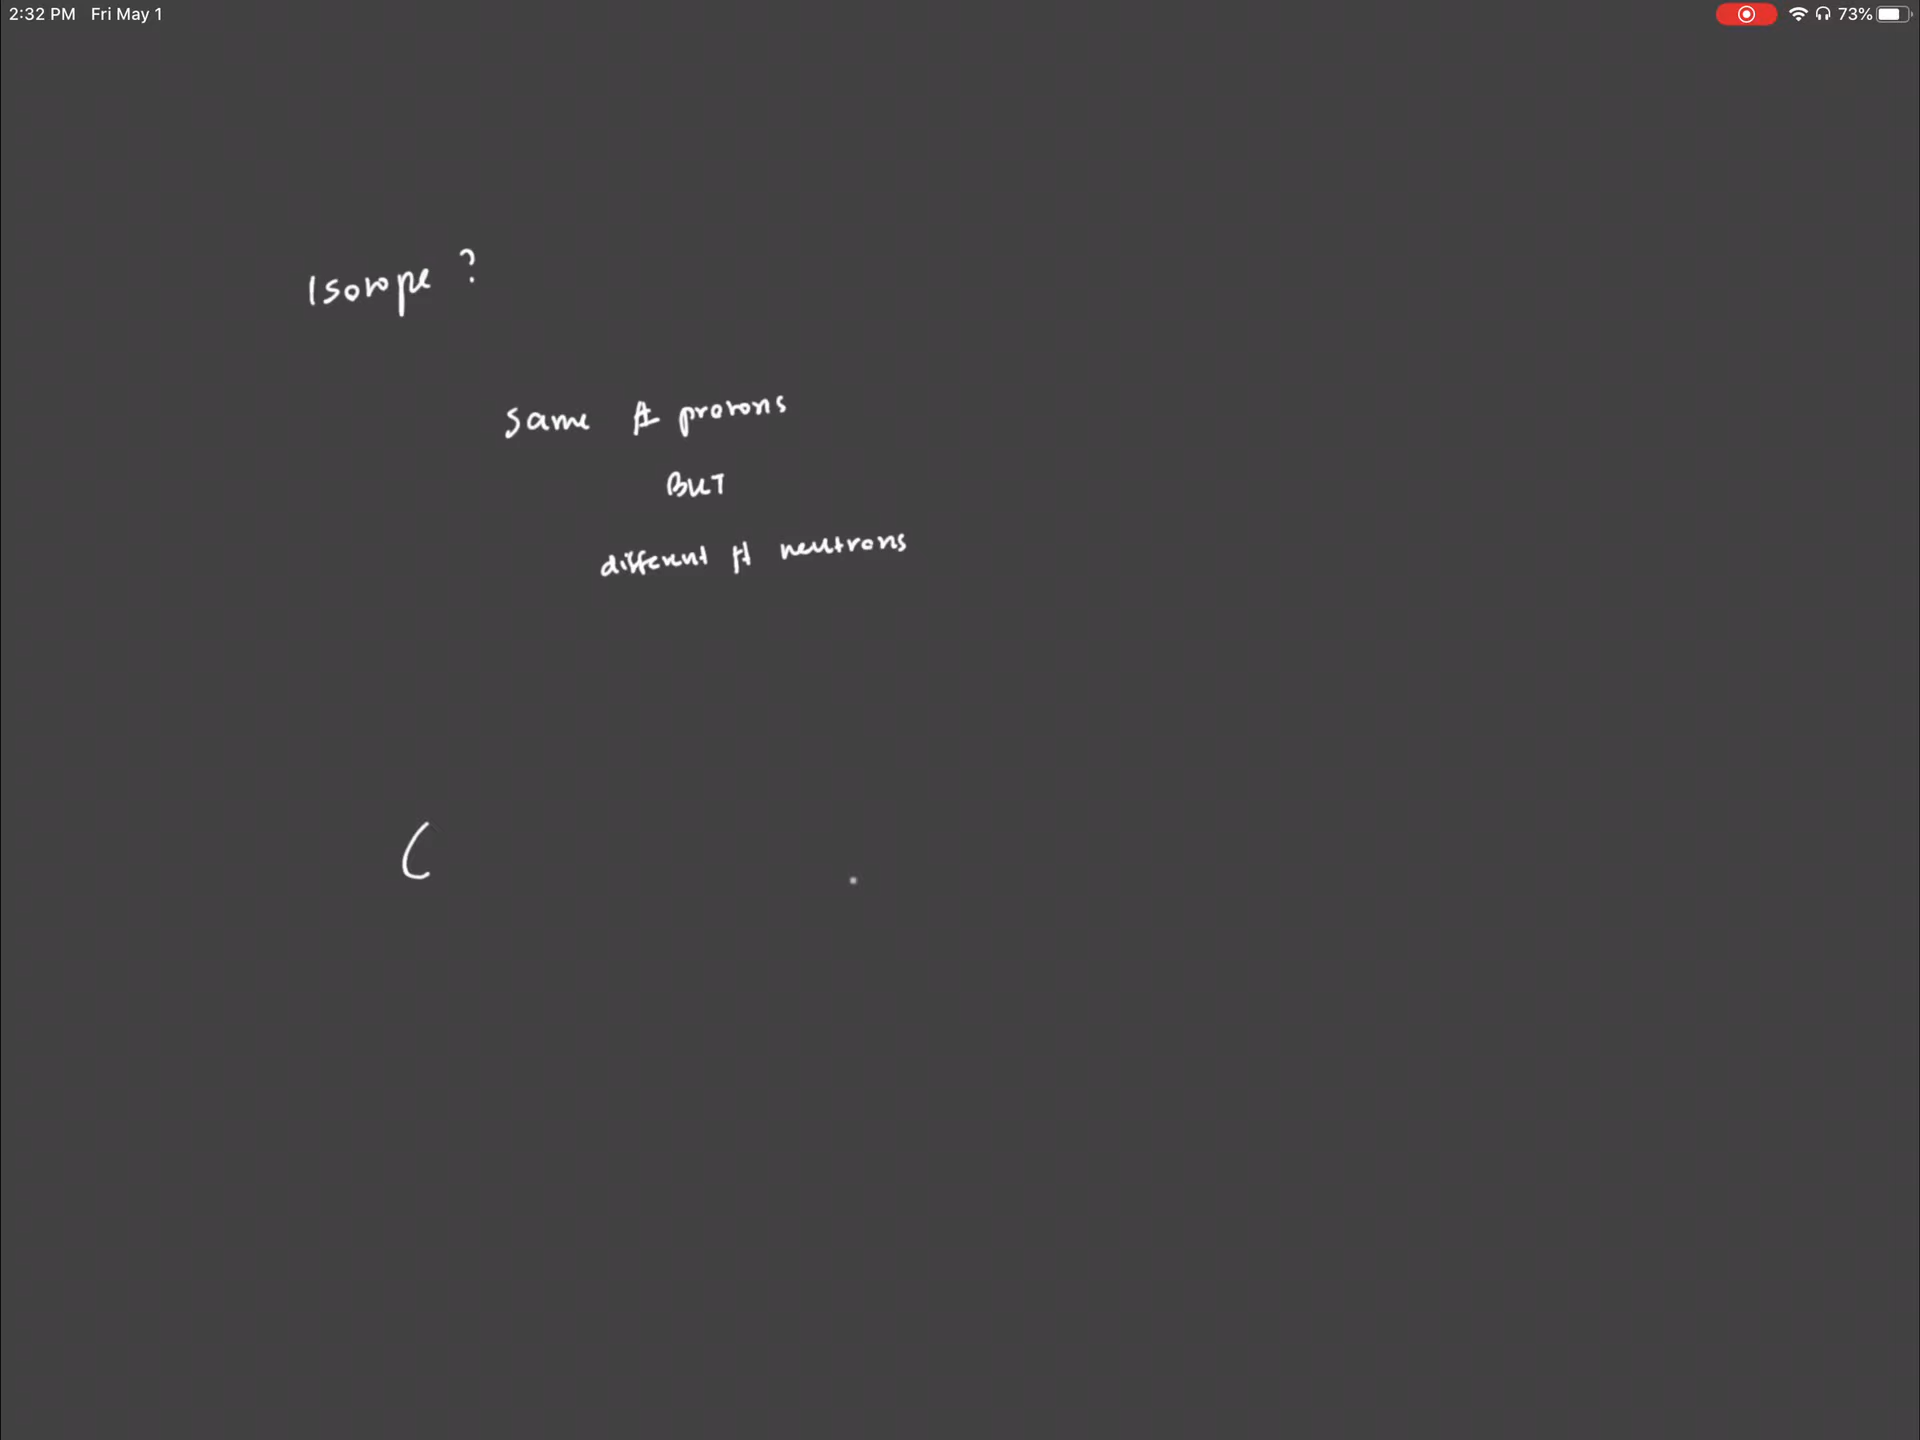 2:32 PM Fri May 1
73%
Isotope ?
same # protons
BUT
different # neutrons
C